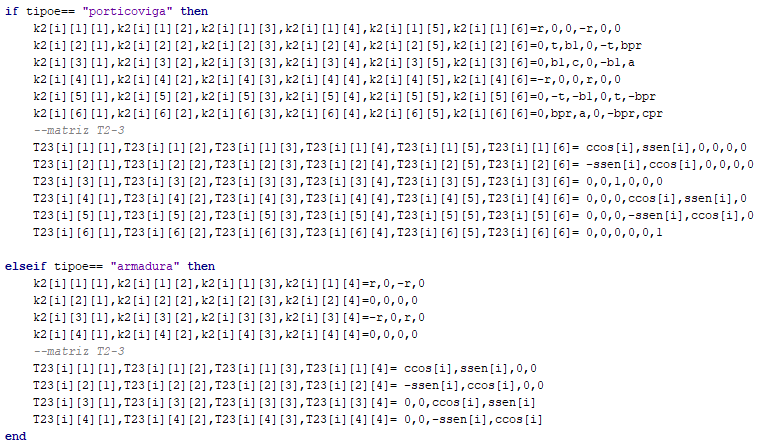 if tipoe== "porticoviga" then
k2[i][1][1],k2[i][1][2],k2[i][1][3],k2[i][1][4],k2[i][1][5],k2[i][1][6]=r,0,0,-r,0,0
k2[i][2][1],k2[i][2][2],k2[i][2][3],k2[i][2][4],k2[i][2][5],k2[i][2][6]=0,t,bl,0,-t,bpr
k2[i][3][1],k2[i][3][2],k2[i][3][3],k2[i][3][4],k2[i][3][5],k2[i][3][6]=0,bl,c,0,-bl,a
k2[i][4][1],k2[i][4][2],k2[i][4][3],k2[i][4][4],k2[i][4][5],k2[i][4][6]=-r,0,0,r,0,0
k2[i][5][1],k2[i][5][2],k2[i][5][3],k2[i][5][4],k2[i][5][5],k2[i][5][6]=0,-t,-bl,0,t,-bpr
k2[i][6][1],k2[i][6][2],k2[i][6][3],k2[i][6][4],k2[i][6][5],k2[i][6][6]=0,bpr,a,0,-bpr,cpr
--matriz T2-3
T23[i][1][1],T23[i][1][2],T23[i][1][3],T23[i][1][4],T23[i][1][5],T23[i][1][6]= ccos[i],ssen[i],0,0,0,0
T23[i][2][1],T23[i][2][2],T23[i][2][3],T23[i][2][4],T23[i][2][5],T23[i][2][6]= -ssen[i],ccos[i],0,0,0,0
T23[i][3][1],T23[i][3][2],T23[i][3][3],T23[i][3][4],T23[i][3][5],T23[i][3][6]= 0,0,1,0,0,0
T23[i][4][1],T23[i][4][2],T23[i][4][3],T23[i][4][4],T23[i][4][5],T23[i][4][6]= 0,0,0,ccos[i],ssen[i],0
T23[i][5][1],T23[i][5][2],T23[i][5][3],T23[i][5][4],T23[i][5][5],T23[i][5][6]= 0,0,0,-ssen[i],ccos[i],0
T23[i][6][1],T23[i][6][2],T23[i][6][3],T23[i][6][4],T23[i][6][5],T23[i][6][6]= 0,0,0,0,0,1
elseif tipoe== "armadura" then
k2[i][1][1],k2[i][1][2],k2[i][1][3],k2[i][1][4]=r,0,-r,0
k2[i][2][1],k2[i][2][2],k2[i][2][3],k2[i][2][4]=0,0,0,0
k2[i][3][1],k2[i][3][2],k2[i][3][3],k2[i][3][4]=-r,0,r,0
k2[i][4][1],k2[i][4][2],k2[i][4][3],k2[i][4][4]=0,0,0,0
--matriz T2-3
T23[i][1][1],T23[i][1][2],T23[i][1][3],T23[i][1][4]= ccos[i],ssen[i],0,0
T23[i][2][1],T23[i][2][2],T23[i][2][3],T23[i][2][4]= -ssen[i],ccos[i],0,0
T23[i][3][1],T23[i][3][2],T23[i][3][3],T23[i][3][4]= 0,0,ccos[i],ssen[i]
T23[i][4][1],T23[i][4][2],T23[i][4][3],T23[i][4][4]= 0,0,-ssen[i],ccos[i]
end